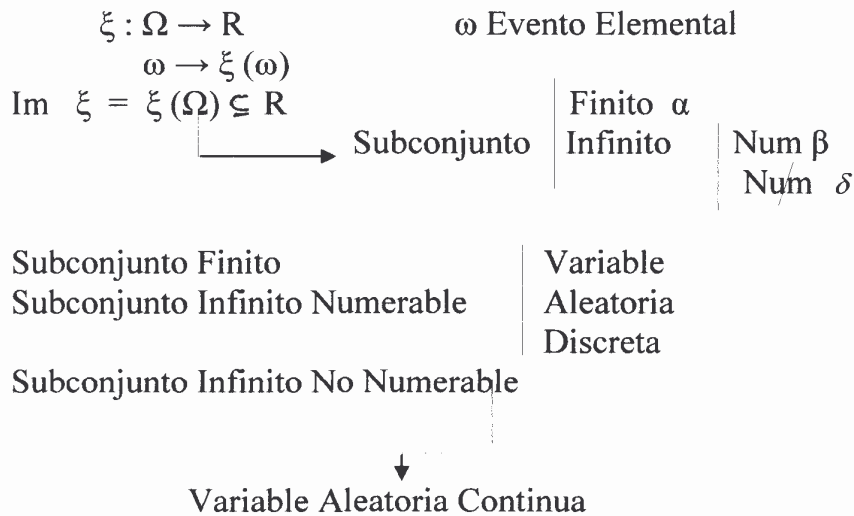 ξ : Ω → R ω Evento Elemental
ω → ξ (ω)
Im ξ = ξ (Ω) ⊆ R
Finito α
Subconjunto Infinito Num β
Num δ
Subconjunto Finito Variable
Subconjunto Infinito Numerable Aleatoria
Discreta
Subconjunto Infinito No Numerable
Variable Aleatoria Continua